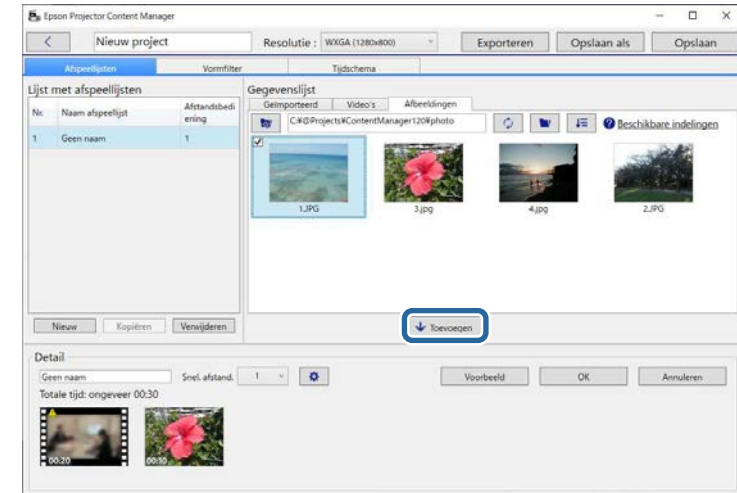 Epson Projector Content Manager
Nieuw project Resolutie : WXGA (1280x800) Exporteren Opslaan als Opslaan
Afspeellijsten Vormfilter Tijdschema
Lijst met afspeellijsten
Nr. Naam afspeellijst Afstandsbedi
ening
1 Geen naam 1
Nieuw Kopiëren Verwijderen
Gegevenslijst
Geïmporteerd Video's Afbeeldingen
C:¥@Projects¥ContentManager120¥photo Beschikbare indelingen
1.JPG 3.jpg 4.jpg 2.JPG
Toevoegen
Detail
Geen naam Snel. afstand. 1 Voorbeeld OK Annuleren
Totale tijd: ongeveer 00:30
00:20 00:10